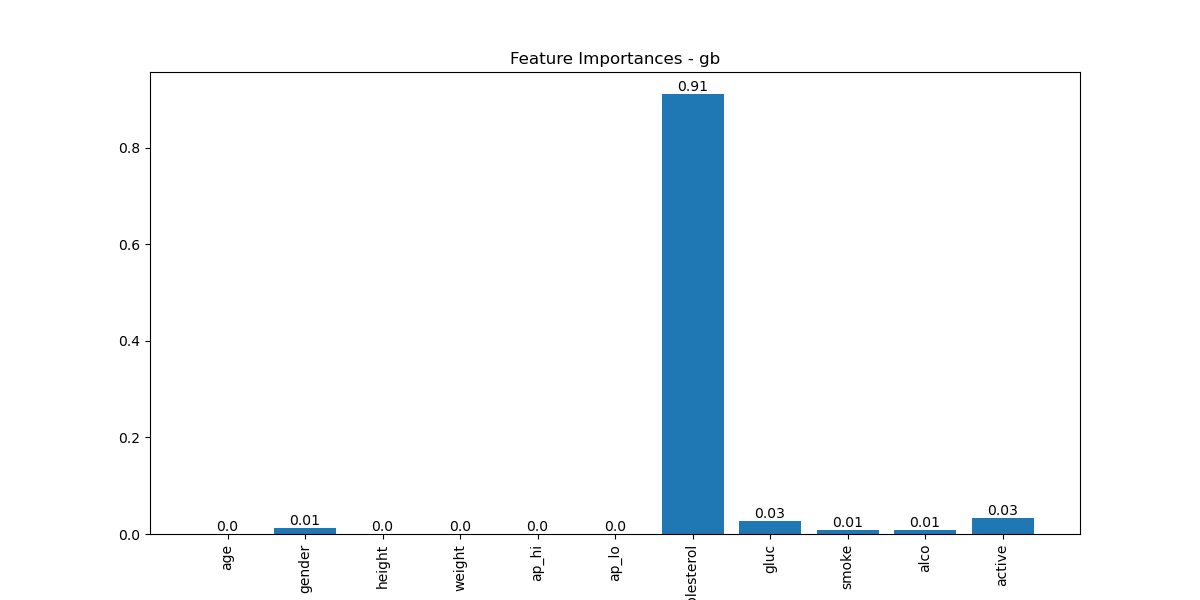 Feature Importances - gb
0.91
0.8
0.6
0.4
0.2
0.0
0.0
0.01
0.0
0.0
0.0
0.0
0.03
0.01
0.01
0.03
age
gender
height
weight
ap_hi
ap_lo
olesterol
gluc
smoke
alco
active